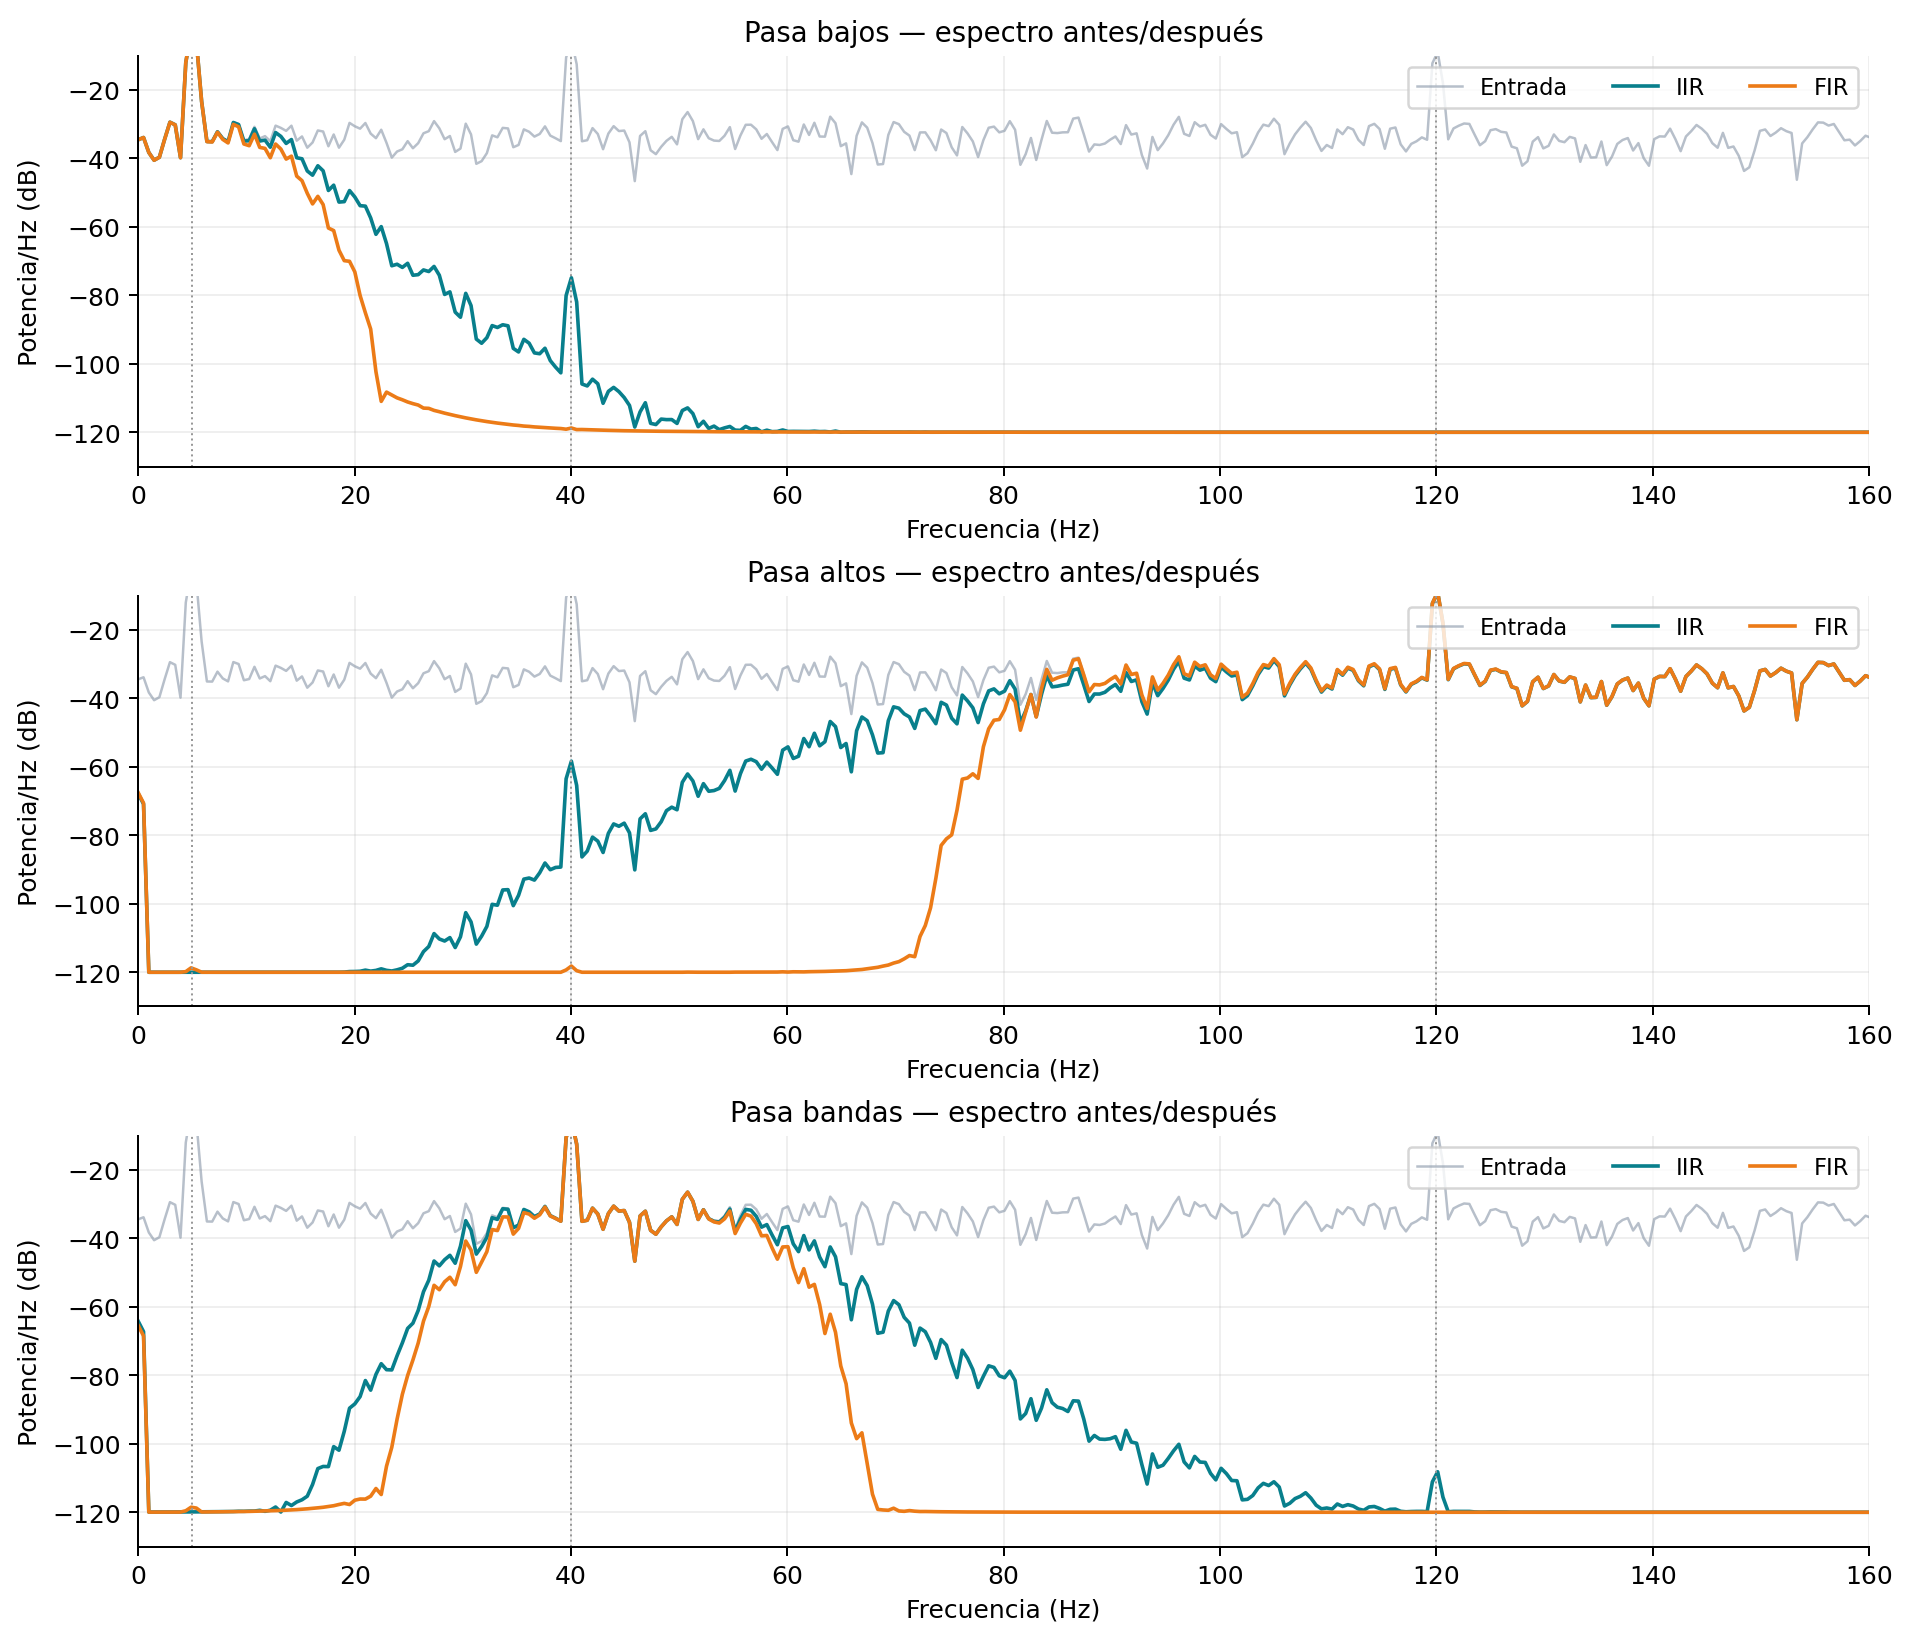 Pasa bajos — espectro antes/después
Entrada IIR FIR
Potencia/Hz (dB)
−20
−40
−60
−80
−100
−120
0 20 40 60 80 100 120 140 160
Frecuencia (Hz)
Pasa altos — espectro antes/después
Entrada IIR FIR
Potencia/Hz (dB)
−20
−40
−60
−80
−100
−120
0 20 40 60 80 100 120 140 160
Frecuencia (Hz)
Pasa bandas — espectro antes/después
Entrada IIR FIR
Potencia/Hz (dB)
−20
−40
−60
−80
−100
−120
0 20 40 60 80 100 120 140 160
Frecuencia (Hz)